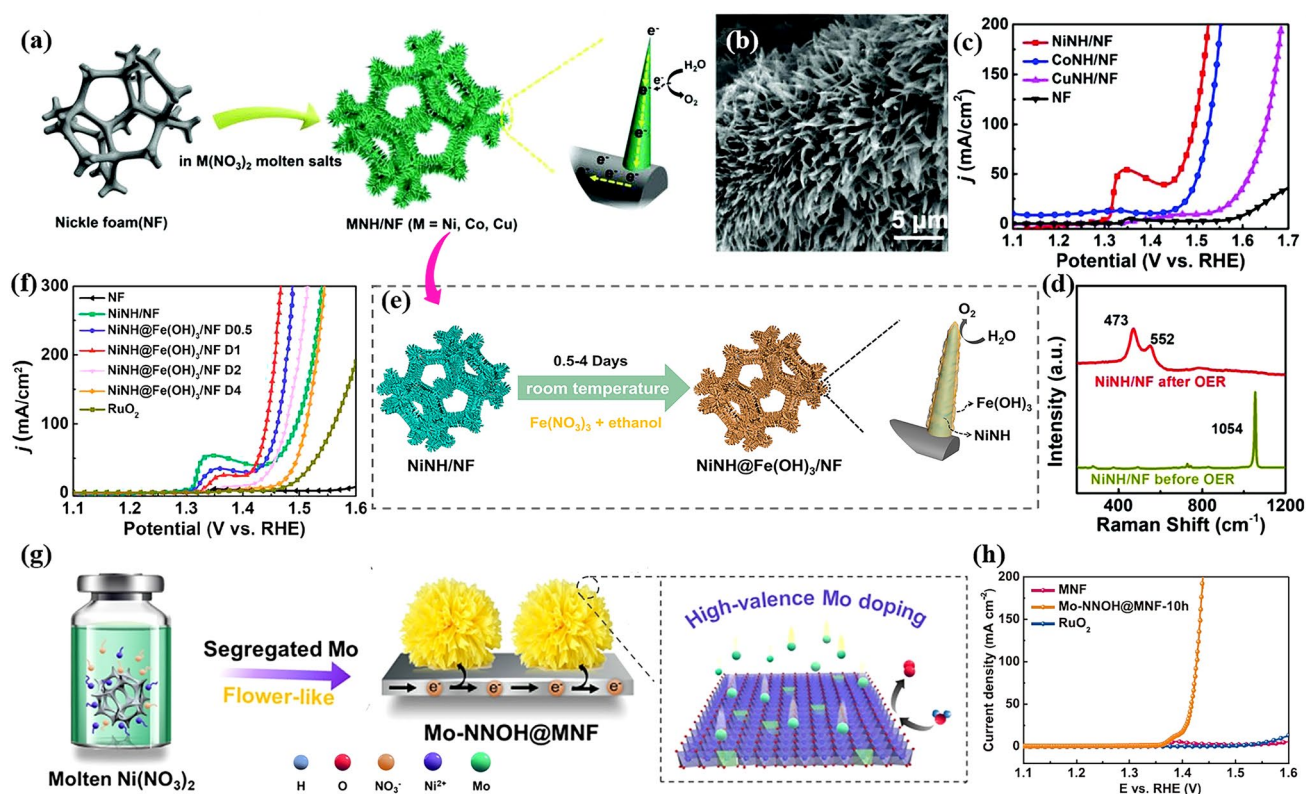 (a)
in M(NO3)2 molten salts
Nickle foam(NF)
MNH/NF (M = Ni, Co, Cu)
e-
H2O
e-
O2
e-
e-
e-
e-
e-
(b)
5 µm
(c)
NiNH/NF
CoNH/NF
CuNH/NF
NF
j (mA/cm2)
200
150
100
50
0
1.1 1.2 1.3 1.4 1.5 1.6 1.7
Potential (V vs. RHE)
(d)
473
552
NiNH/NF after OER
1054
NiNH/NF before OER
Intensity (a.u.)
400 800 1200
Raman Shift (cm-1)
(e)
0.5-4 Days
room temperature
Fe(NO3)3 + ethanol
NiNH/NF
NiNH@Fe(OH)3/NF
O2
H2O
Fe(OH)3
NiNH
(f)
NF
NiNH/NF
NiNH@Fe(OH)3/NF D0.5
NiNH@Fe(OH)3/NF D1
NiNH@Fe(OH)3/NF D2
NiNH@Fe(OH)3/NF D4
RuO2
j (mA/cm2)
300
200
100
0
1.1 1.2 1.3 1.4 1.5 1.6
Potential (V vs. RHE)
(g)
Molten Ni(NO3)2
Segregated Mo
Flower-like
e- e- e- e-
Mo-NNOH@MNF
H O NO3- Ni2+ Mo
High-valence Mo doping
(h)
MNF
Mo-NNOH@MNF-10h
RuO2
Current density (mA cm-2)
200
150
100
50
0
1.1 1.2 1.3 1.4 1.5 1.6
E vs. RHE (V)